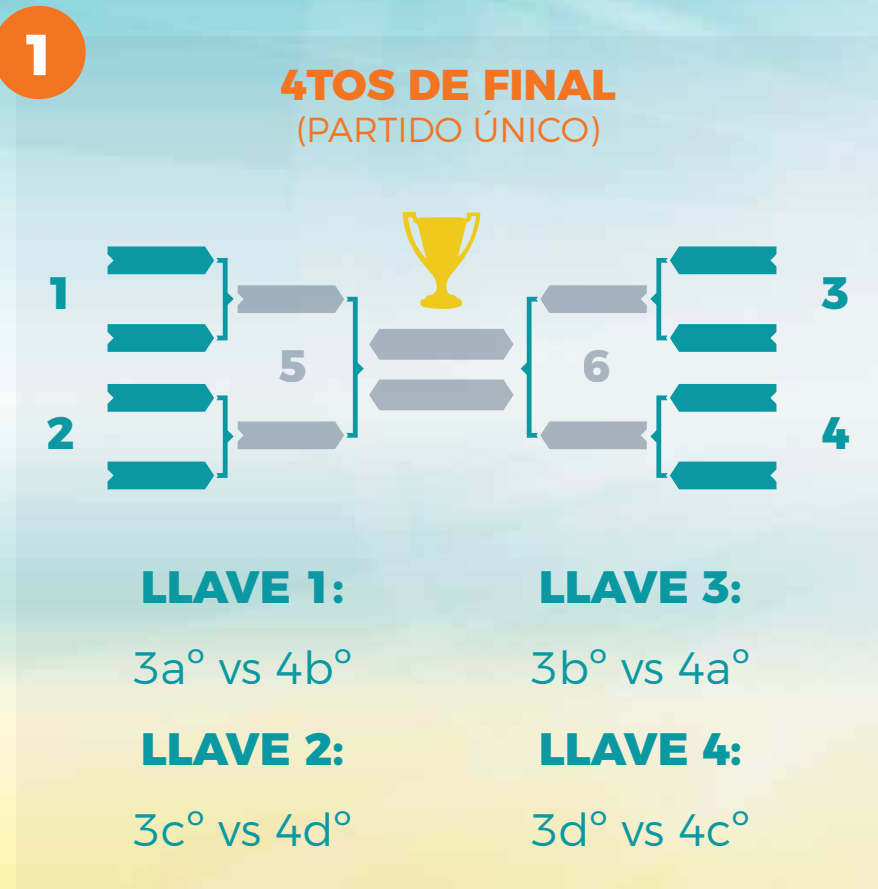 1
4TOS DE FINAL
(PARTIDO ÚNICO)
1
3
5
6
2
4
LLAVE 1:
3aº vs 4bº
LLAVE 2:
3cº vs 4dº
LLAVE 3:
3bº vs 4aº
LLAVE 4:
3dº vs 4cº